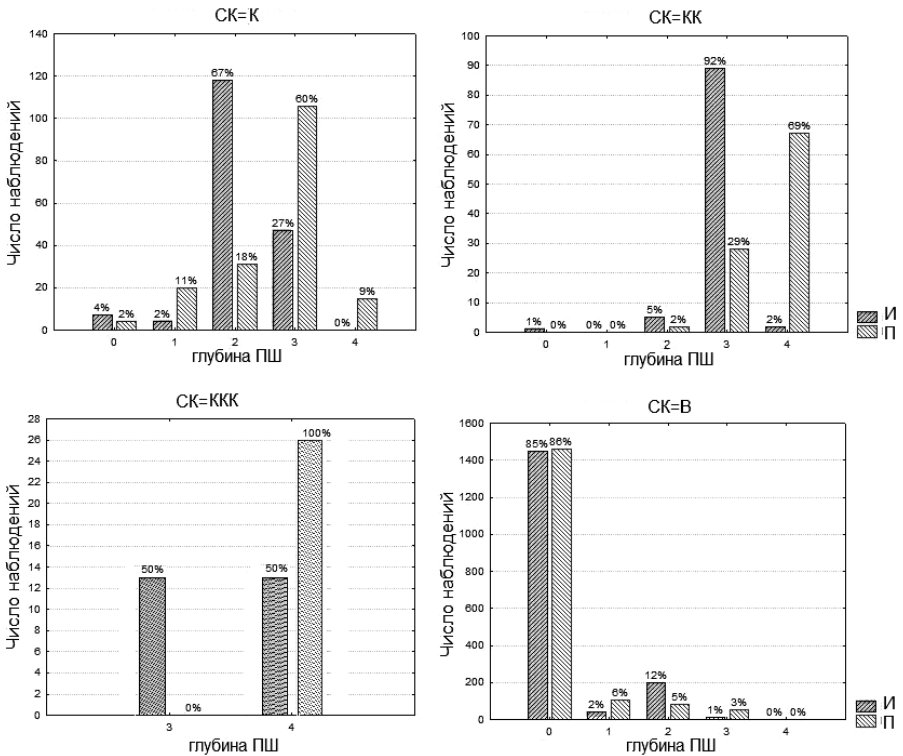 СК=К
140
120
100
80
60
40
20
0
Число наблюдений
4% 2% 2% 11% 67% 18% 27% 60% 0% 9%
0 1 2 3 4
глубина ПШ
СК=КК
100
90
80
70
60
50
40
30
20
10
0
Число наблюдений
1% 0% 0% 0% 5% 2% 92% 29% 2% 69%
0 1 2 3 4
глубина ПШ
И
П
СК=ККК
28
26
24
22
20
18
16
14
12
10
8
6
4
2
0
Число наблюдений
50% 0% 50% 100%
3 4
глубина ПШ
СК=В
1600
1400
1200
1000
800
600
400
200
0
Число наблюдений
85% 86% 2% 6% 12% 5% 1% 3% 0% 0%
0 1 2 3 4
глубина ПШ
И
П